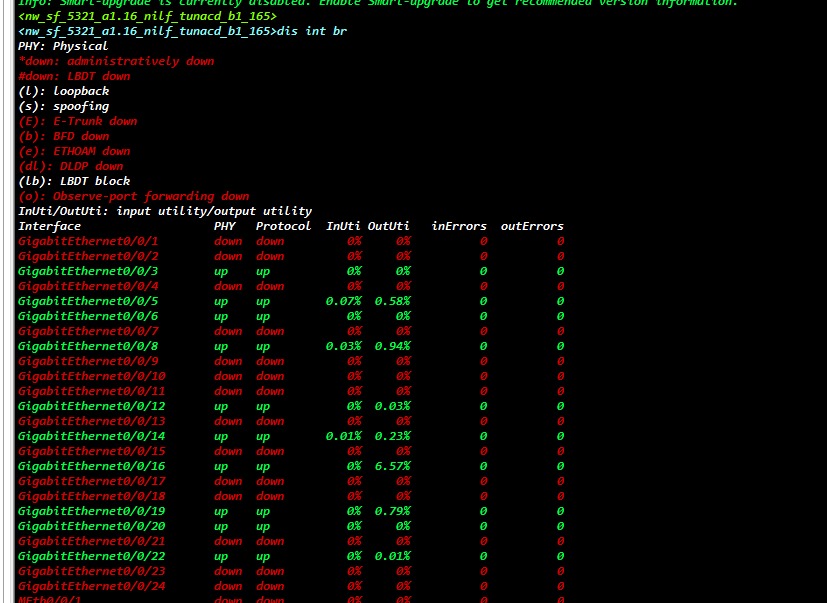 Info: Smart-upgrade is currently disabled. Enable Smart-upgrade to get recommended version information.
<nw_sf_5321_a1.16_nilf_tunacd_b1_165>
<nw_sf_5321_a1.16_nilf_tunacd_b1_165>dis int br
PHY: Physical
*down: administratively down
#down: LBDT down
(l): loopback
(s): spoofing
(E): E-Trunk down
(b): BFD down
(e): ETHOAM down
(dl): DLDP down
(lb): LBDT block
(o): Observe-port forwarding down
InUti/OutUti: input utility/output utility
Interface PHY Protocol InUti OutUti inErrors outErrors
GigabitEthernet0/0/1 down down 0% 0% 0 0
GigabitEthernet0/0/2 down down 0% 0% 0 0
GigabitEthernet0/0/3 up up 0% 0% 0 0
GigabitEthernet0/0/4 down down 0% 0% 0 0
GigabitEthernet0/0/5 up up 0.07% 0.58% 0 0
GigabitEthernet0/0/6 up up 0% 0% 0 0
GigabitEthernet0/0/7 down down 0% 0% 0 0
GigabitEthernet0/0/8 up up 0.03% 0.94% 0 0
GigabitEthernet0/0/9 down down 0% 0% 0 0
GigabitEthernet0/0/10 down down 0% 0% 0 0
GigabitEthernet0/0/11 down down 0% 0% 0 0
GigabitEthernet0/0/12 up up 0% 0.03% 0 0
GigabitEthernet0/0/13 down down 0% 0% 0 0
GigabitEthernet0/0/14 up up 0.01% 0.23% 0 0
GigabitEthernet0/0/15 down down 0% 0% 0 0
GigabitEthernet0/0/16 up up 0% 6.57% 0 0
GigabitEthernet0/0/17 down down 0% 0% 0 0
GigabitEthernet0/0/18 down down 0% 0% 0 0
GigabitEthernet0/0/19 up up 0% 0.79% 0 0
GigabitEthernet0/0/20 up up 0% 0% 0 0
GigabitEthernet0/0/21 down down 0% 0% 0 0
GigabitEthernet0/0/22 up up 0% 0.01% 0 0
GigabitEthernet0/0/23 down down 0% 0% 0 0
GigabitEthernet0/0/24 down down 0% 0% 0 0
MEth0/0/1 down down 0% 0% 0 0